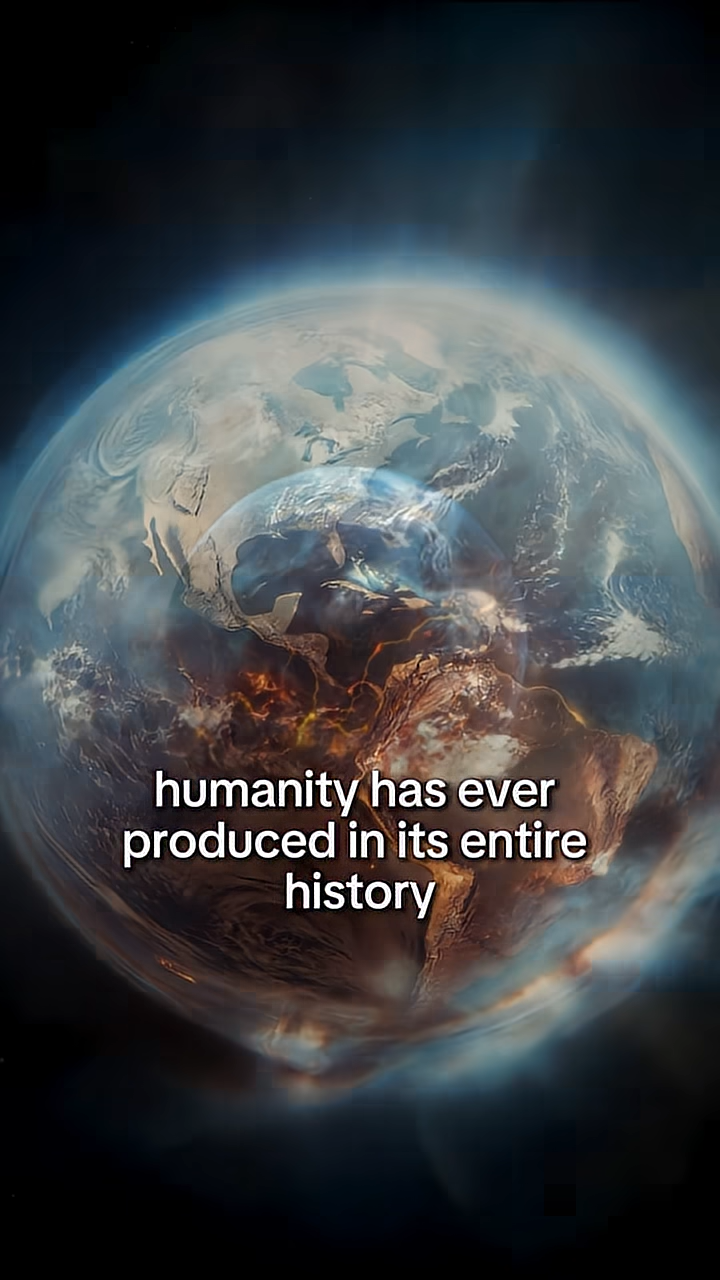 humanity has ever
produced in its entire
history